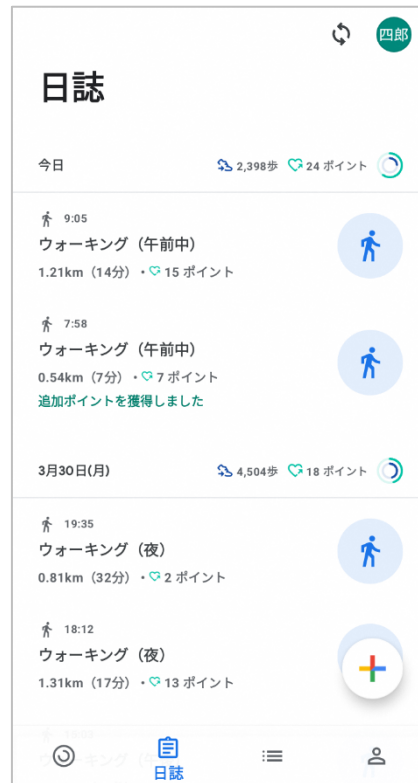 四郎
日誌
今日 2,398歩 24 ポイント
9:05
ウォーキング（午前中）
1.21km（14分）・ 15 ポイント
7:58
ウォーキング（午前中）
0.54km（7分）・ 7 ポイント
追加ポイントを獲得しました
3月30日(月) 4,504歩 18 ポイント
19:35
ウォーキング（夜）
0.81km（32分）・ 2 ポイント
18:12
ウォーキング（夜）
1.31km（17分）・ 13 ポイント
日誌